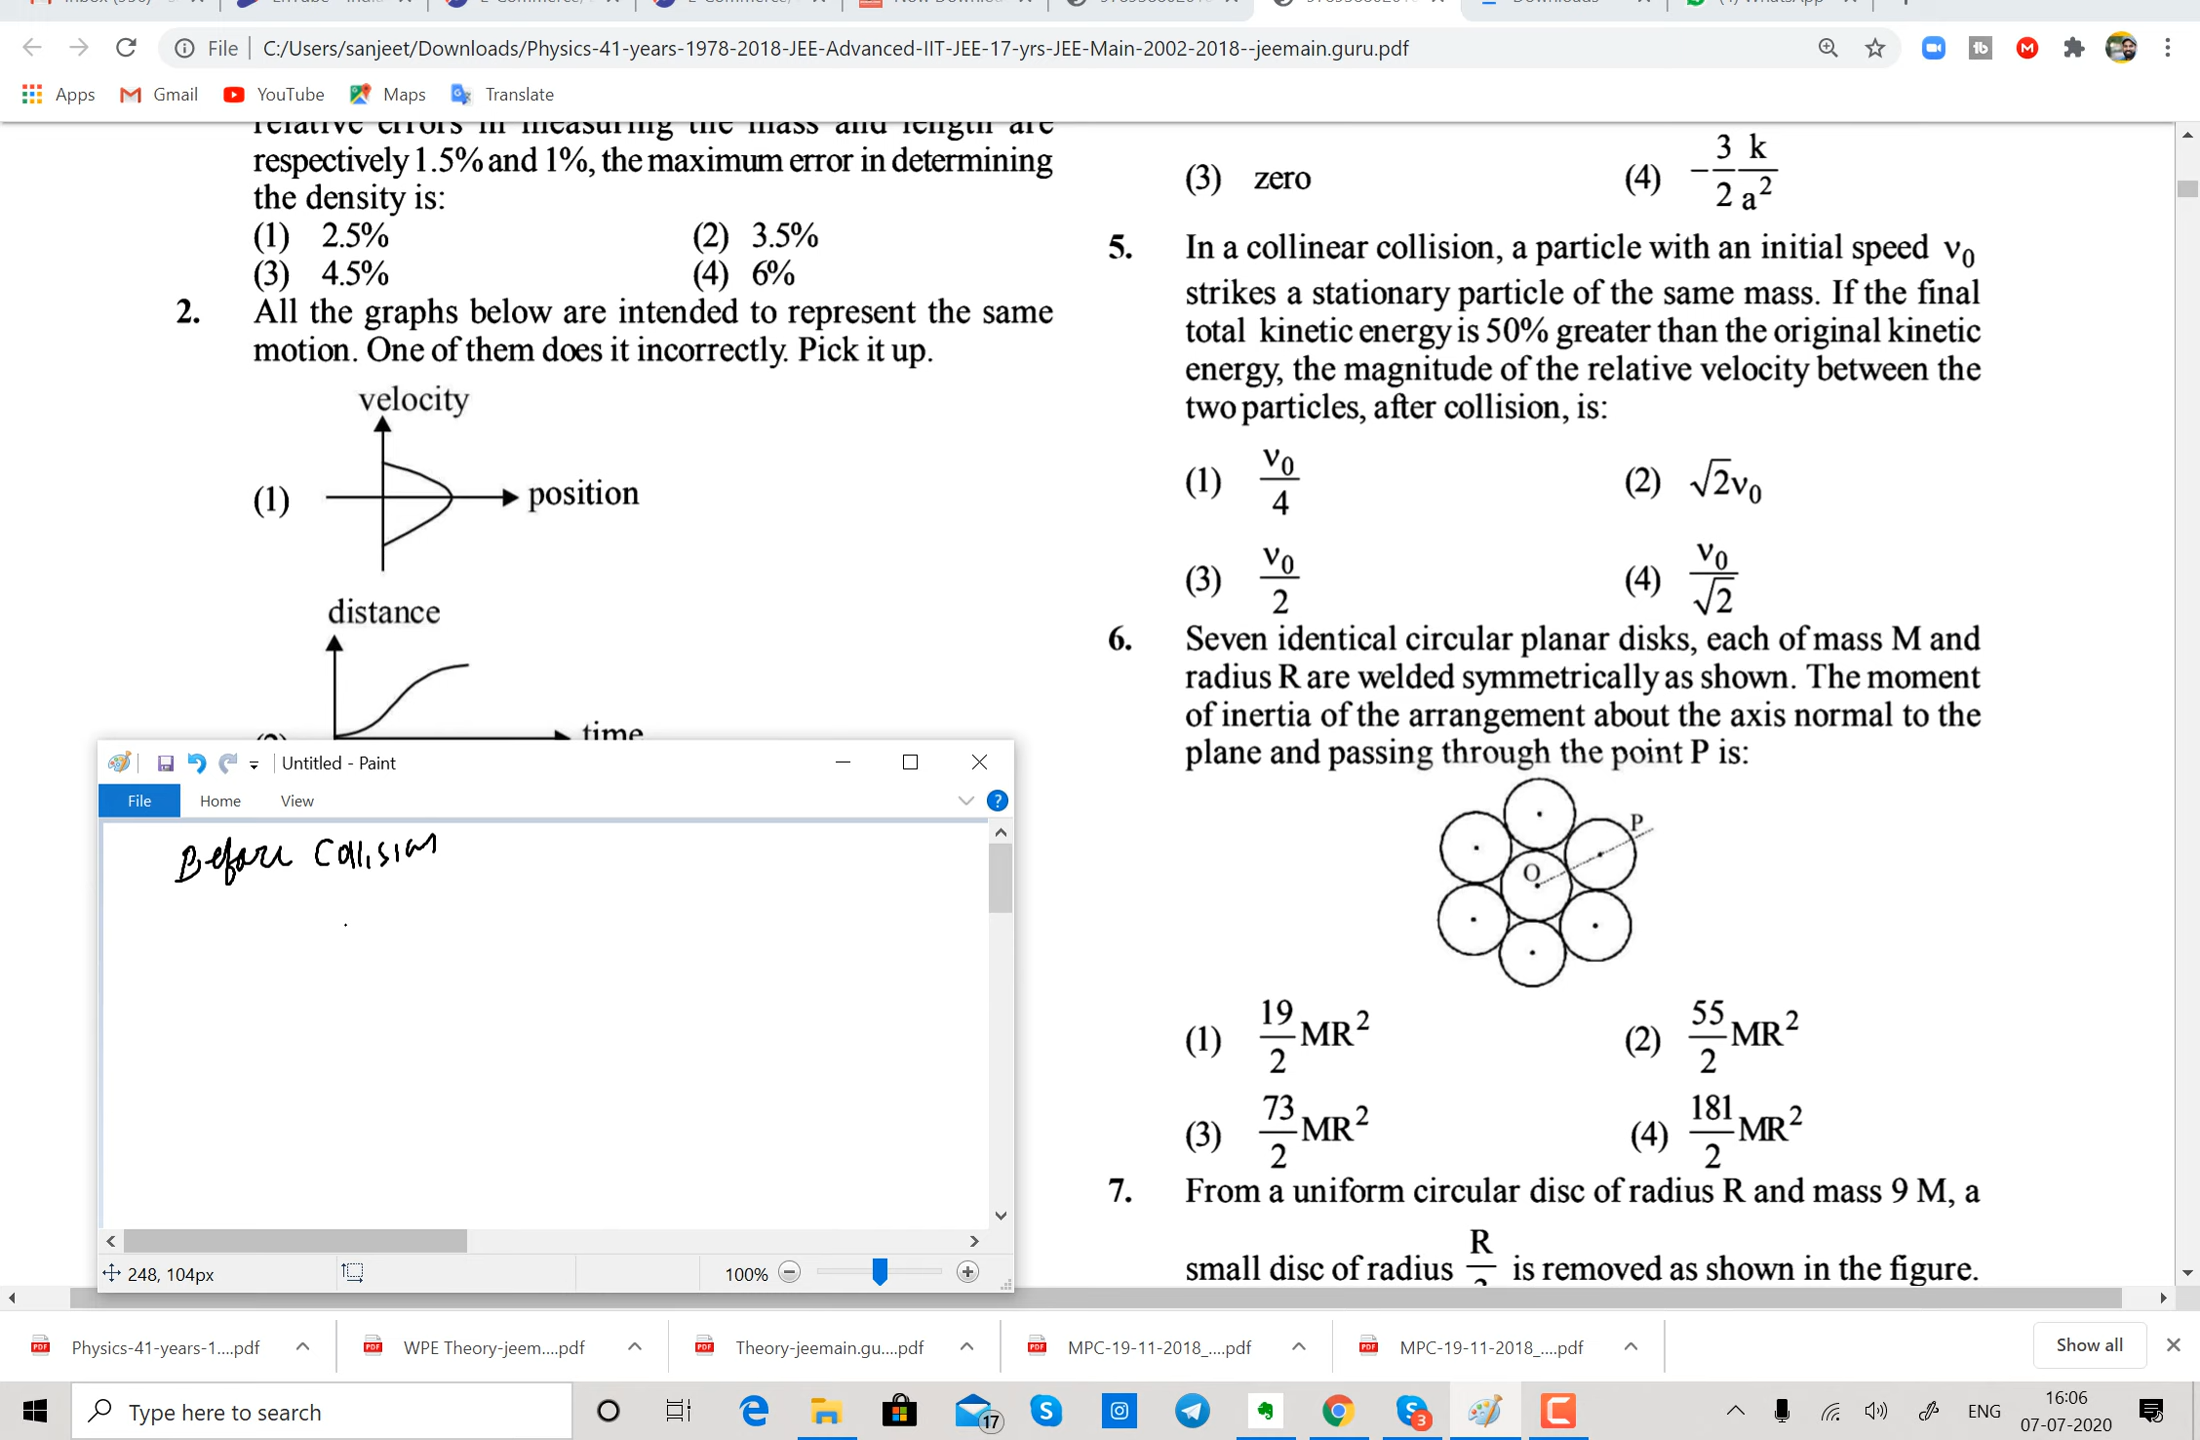 File
C:/Users/sanjeet/Downloads/Physics-41-years-1978-2018-JEE-Advanced-IIT-JEE-17-yrs-JEE-Main-2002-2018--jeemain.guru.pdf
Apps Gmail YouTube Maps Translate
relative errors in measuring the mass and length are
respectively 1.5% and 1%, the maximum error in determining
the density is:
(1) 2.5% (2) 3.5%
(3) 4.5% (4) 6%
2. All the graphs below are intended to represent the same
motion. One of them does it incorrectly. Pick it up.
velocity
(1) position
distance
time
Untitled - Paint
File Home View
Before Collision
248, 104px 100%
(3) zero (4) -3/2 k/a²
5. In a collinear collision, a particle with an initial speed ν₀
strikes a stationary particle of the same mass. If the final
total kinetic energy is 50% greater than the original kinetic
energy, the magnitude of the relative velocity between the
two particles, after collision, is:
(1) ν₀/4 (2) √2ν₀
(3) ν₀/2 (4) ν₀/√2
6. Seven identical circular planar disks, each of mass M and
radius R are welded symmetrically as shown. The moment
of inertia of the arrangement about the axis normal to the
plane and passing through the point P is:
P
O
(1) 19/2 MR² (2) 55/2 MR²
(3) 73/2 MR² (4) 181/2 MR²
7. From a uniform circular disc of radius R and mass 9 M, a
small disc of radius R/ is removed as shown in the figure.
Physics-41-years-1....pdf WPE Theory-jeem....pdf Theory-jeemain.gu....pdf MPC-19-11-2018_....pdf MPC-19-11-2018_....pdf Show all
Type here to search
17
3
ENG
16:06
07-07-2020